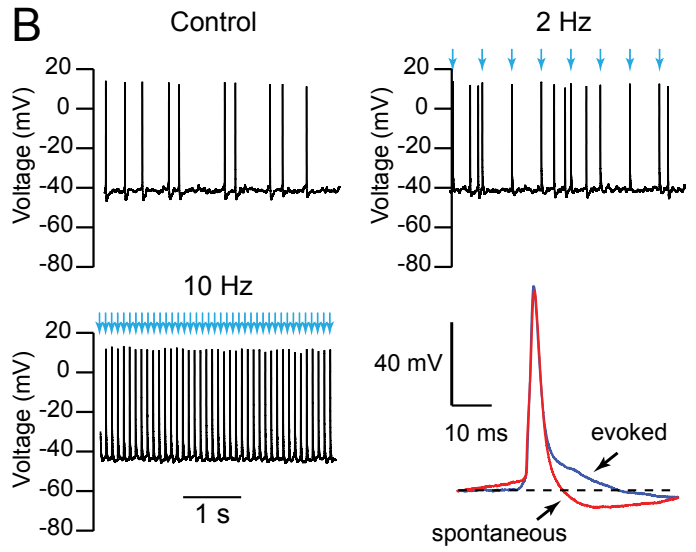 B
Control
2 Hz
Voltage (mV)
20
0
-20
-40
-60
-80
Voltage (mV)
20
0
-20
-40
-60
-80
10 Hz
Voltage (mV)
20
0
-20
-40
-60
-80
1 s
40 mV
10 ms
evoked
spontaneous